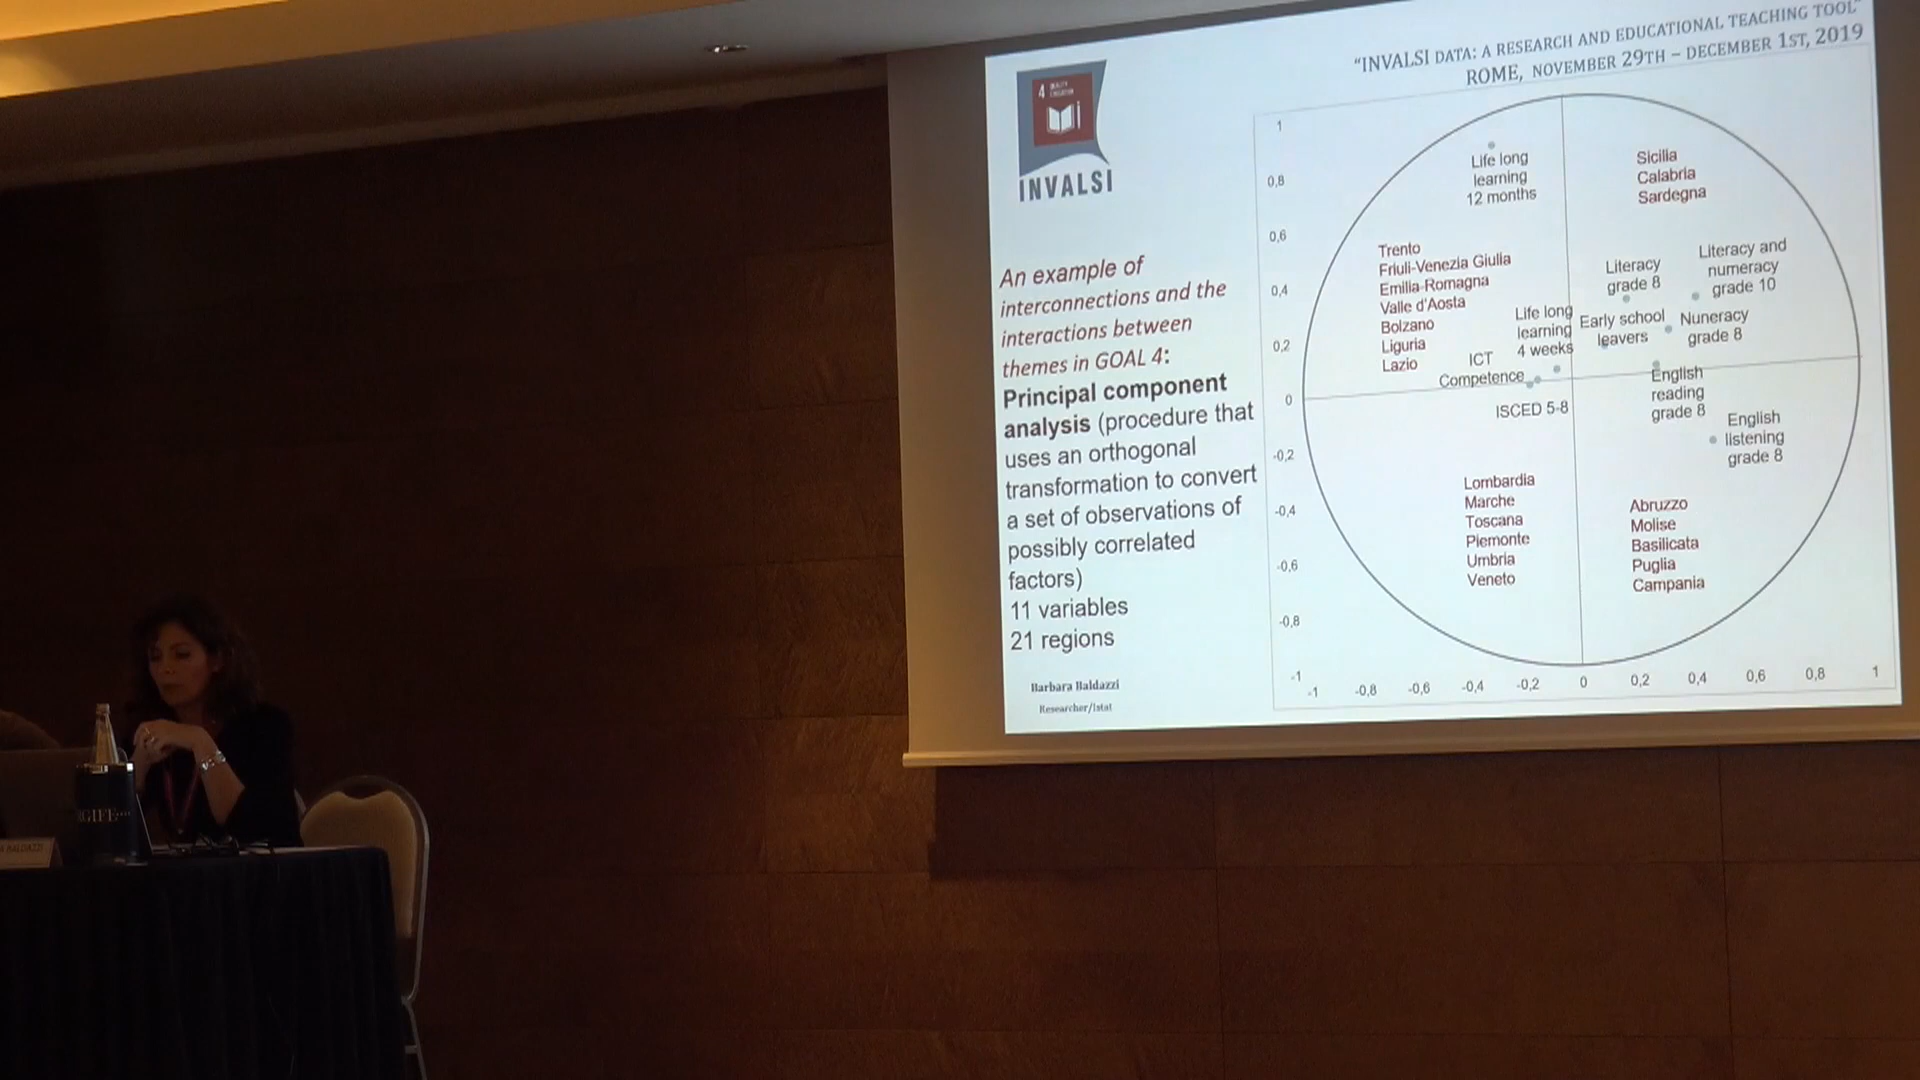 "INVALSI DATA: A RESEARCH AND EDUCATIONAL TEACHING TOOL"
ROME, NOVEMBER 29TH – DECEMBER 1ST, 2019
4
INVALSI
An example of
interconnections and the
interactions between
themes in GOAL 4:
Principal component
analysis (procedure that
uses an orthogonal
transformation to convert
a set of observations of
possibly correlated
factors)
11 variables
21 regions
Barbara Baldazzi
Researcher/Istat
1
0,8
0,6
0,4
0,2
0
-0,2
-0,4
-0,6
-0,8
-1
Life long
learning
12 months
Sicilia
Calabria
Sardegna
Trento
Friuli-Venezia Giulia
Emilia-Romagna
Valle d'Aosta
Bolzano
Liguria
Lazio
Life long
learning
4 weeks
ICT
Competence
ISCED 5-8
Literacy
grade 8
Literacy and
numeracy
grade 10
Early school
leavers
Nuneracy
grade 8
English
reading
grade 8
English
listening
grade 8
Lombardia
Marche
Toscana
Piemonte
Umbria
Veneto
Abruzzo
Molise
Basilicata
Puglia
Campania
-1 -0,8 -0,6 -0,4 -0,2 0 0,2 0,4 0,6 0,8 1
BALDAZZI